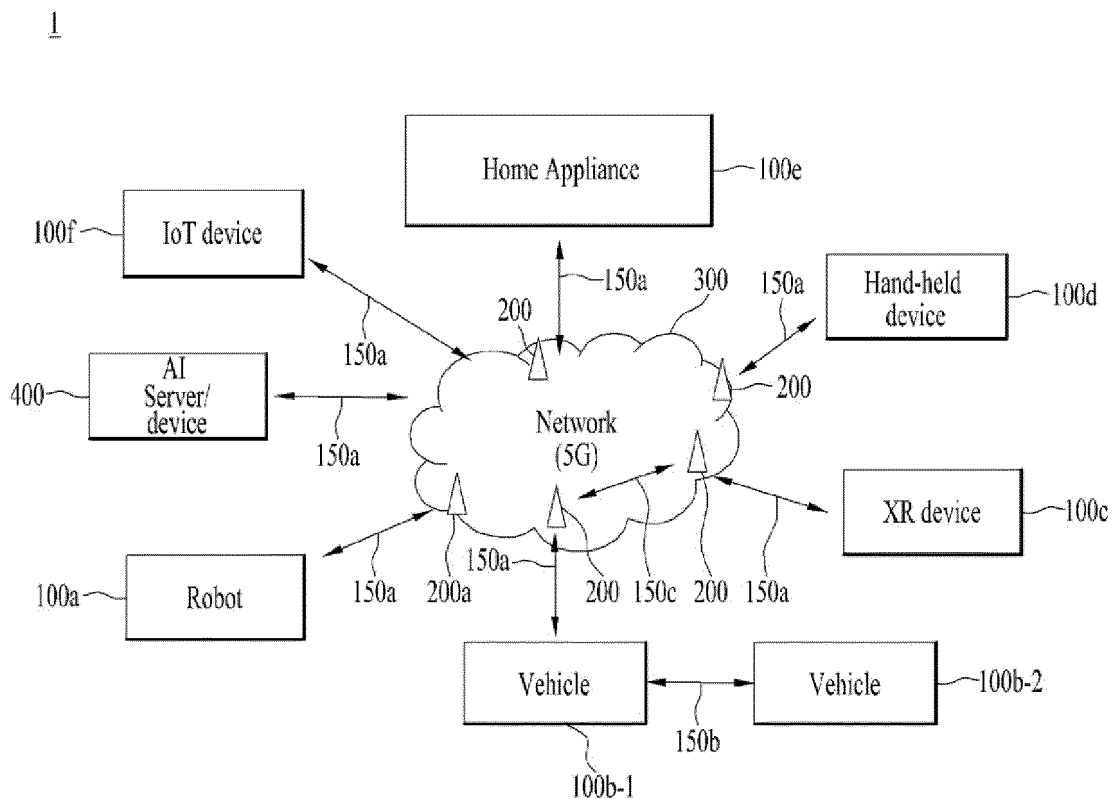 1
Home Appliance
100e
100f
IoT device
150a
200
300
150a
Hand-held
device
100d
150a
400
AI
Server/
device
150a
200
Network
(5G)
XR device
100c
100a
Robot
150a
200a
150a
200
150c
200
150a
Vehicle
Vehicle
100b-2
150b
100b-1